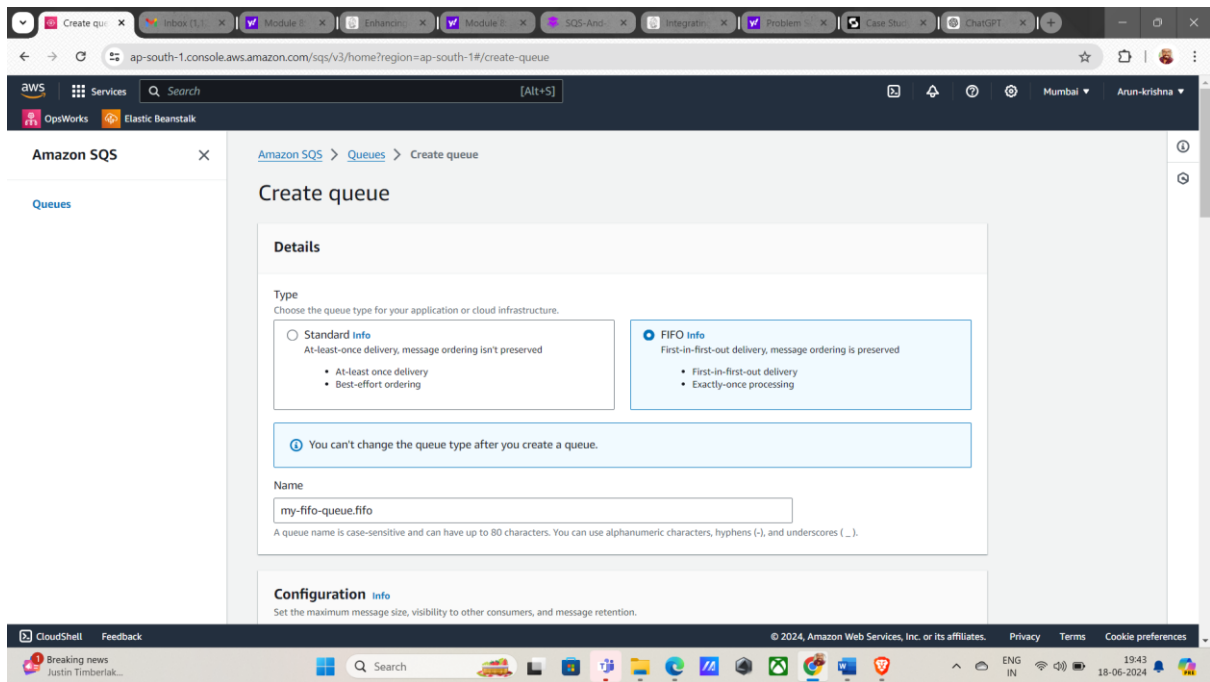 Create que
Inbox (1,1
Module 8:
Enhancing
Module 8:
SQS-And-
Integrating
Problem S
Case Stud
ChatGPT
ap-south-1.console.aws.amazon.com/sqs/v3/home?region=ap-south-1#/create-queue
aws
Services
Search
[Alt+S]
Mumbai
Arun-krishna
OpsWorks
Elastic Beanstalk
Amazon SQS
Queues
Amazon SQS > Queues > Create queue
Create queue
Details
Type
Choose the queue type for your application or cloud infrastructure.
Standard Info
At-least-once delivery, message ordering isn't preserved
• At-least once delivery
• Best-effort ordering
FIFO Info
First-in-first-out delivery, message ordering is preserved
• First-in-first-out delivery
• Exactly-once processing
You can't change the queue type after you create a queue.
Name
my-fifo-queue.fifo
A queue name is case-sensitive and can have up to 80 characters. You can use alphanumeric characters, hyphens (-), and underscores ( _ ).
Configuration Info
Set the maximum message size, visibility to other consumers, and message retention.
CloudShell
Feedback
© 2024, Amazon Web Services, Inc. or its affiliates.
Privacy
Terms
Cookie preferences
1
Breaking news
Justin Timberlak...
Search
ENG
IN
19:43
18-06-2024